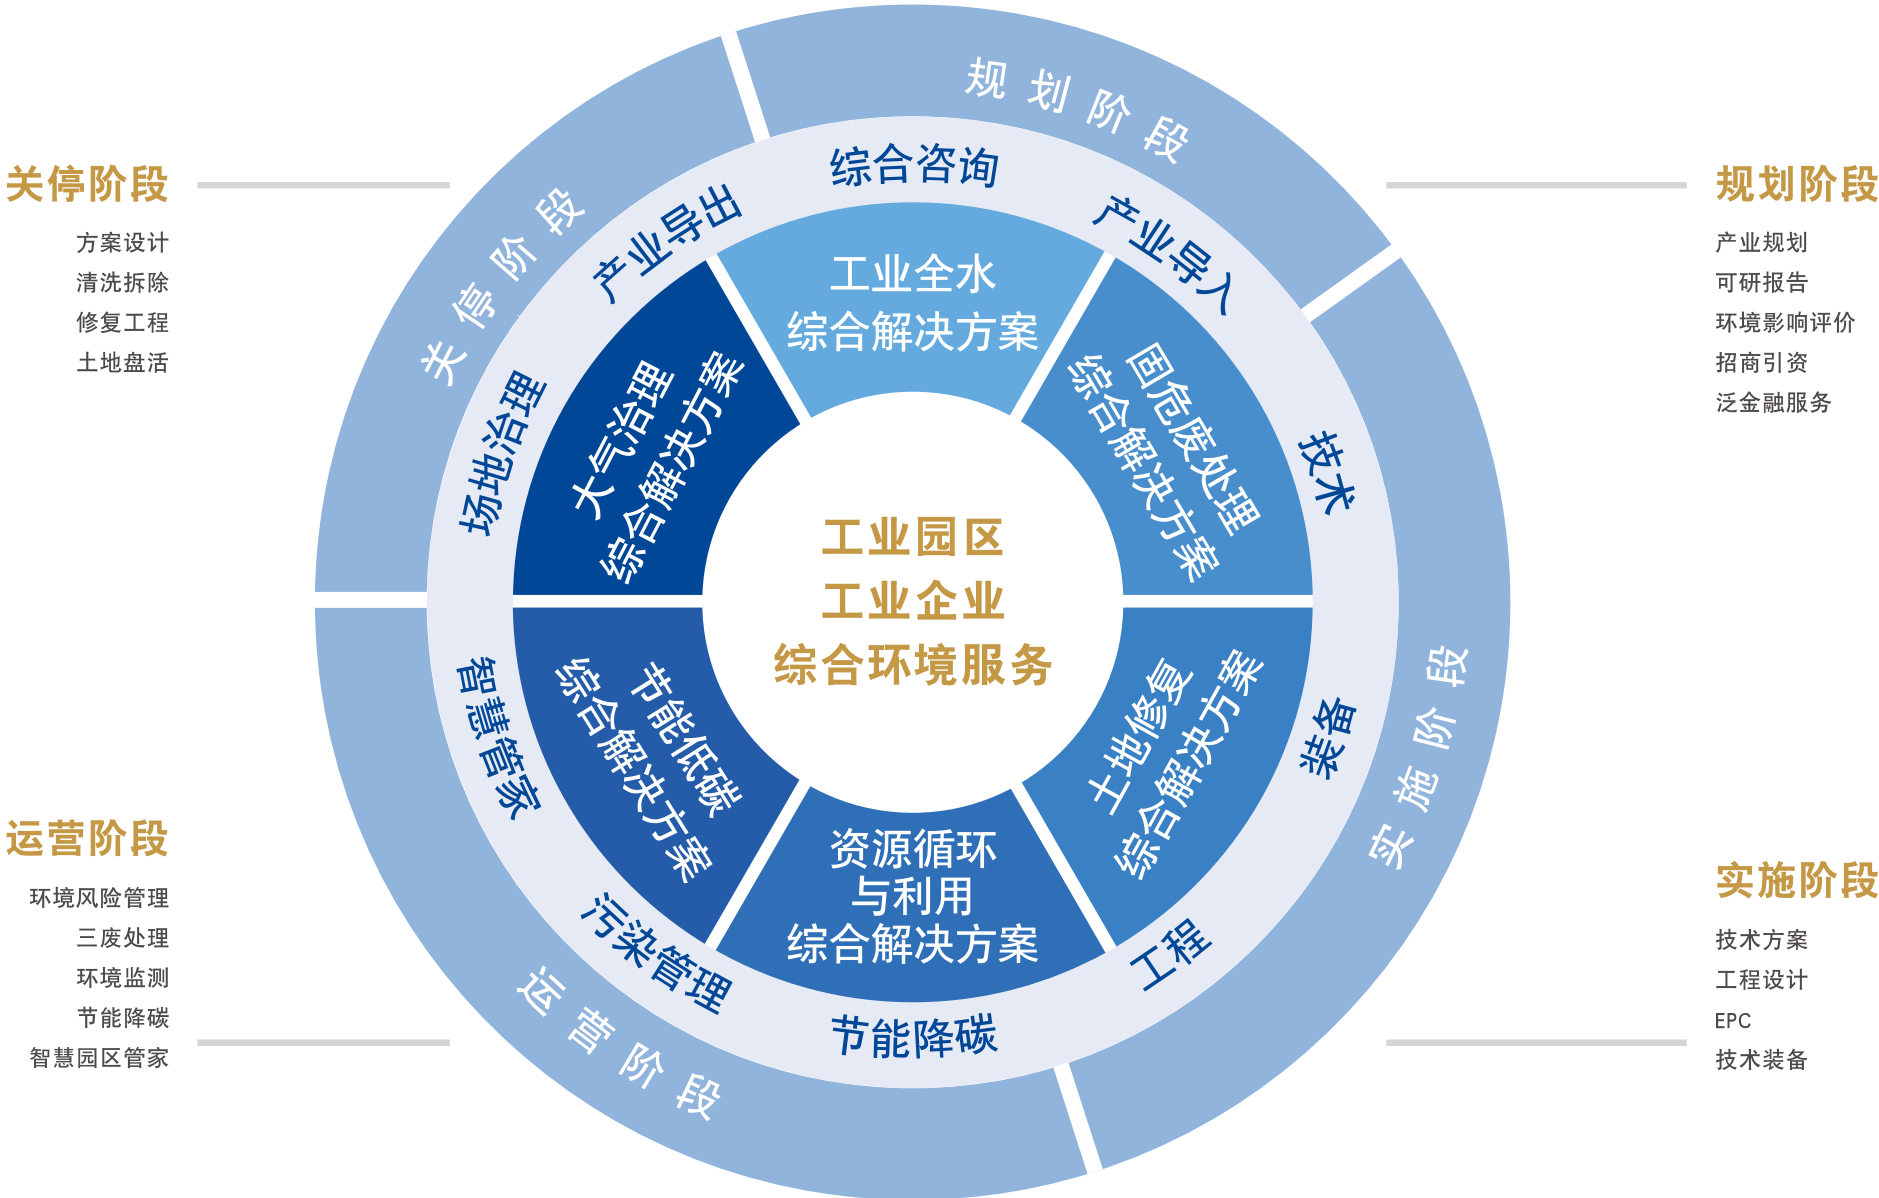 关停阶段
方案设计
清洗拆除
修复工程
土地盘活
运营阶段
环境风险管理
三废处理
环境监测
节能降碳
智慧园区管家
规划阶段
关停阶段
实施阶段
运营阶段
综合咨询
产业导入
技术
装备
工程
节能降碳
污染管理
智慧管家
场地治理
产业导出
工业全水
综合解决方案
固危废处理
综合解决方案
土地修复
综合解决方案
资源循环
与利用
综合解决方案
节能低碳
综合解决方案
大气治理
综合解决方案
工业园区
工业企业
综合环境服务
规划阶段
产业规划
可研报告
环境影响评价
招商引资
泛金融服务
实施阶段
技术方案
工程设计
EPC
技术装备